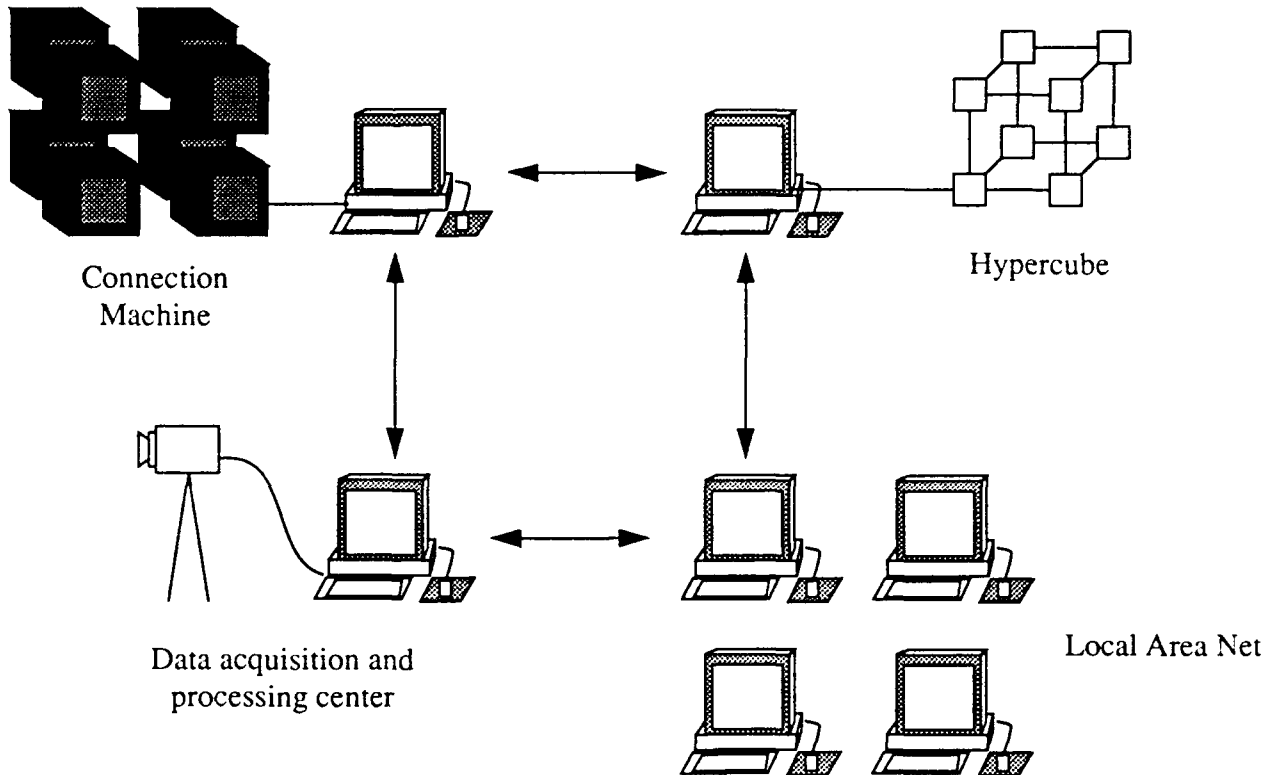 Connection
Machine
Hypercube
Data acquisition and
processing center
Local Area Net